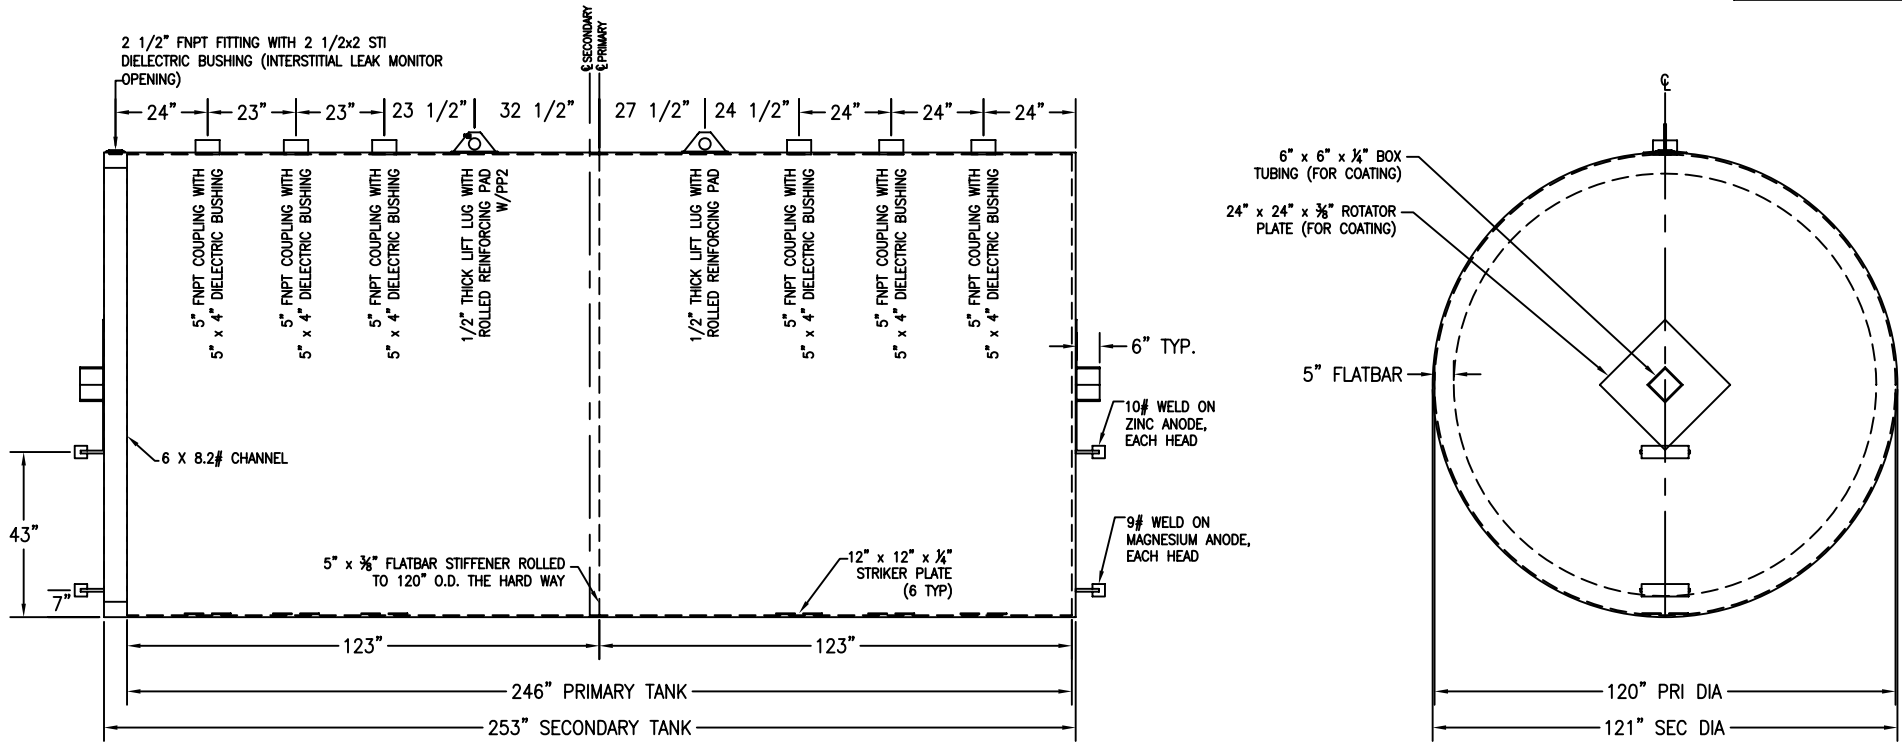 2 1/2" FNPT FITTING WITH 2 1/2x2 STI
DIELECTRIC BUSHING (INTERSTITIAL LEAK MONITOR
OPENING)
℄ SECONDARY
℄ PRIMARY
24"
23"
23"
23 1/2"
32 1/2"
27 1/2"
24 1/2"
24"
24"
24"
5" FNPT COUPLING WITH
5" x 4" DIELECTRIC BUSHING
5" FNPT COUPLING WITH
5" x 4" DIELECTRIC BUSHING
5" FNPT COUPLING WITH
5" x 4" DIELECTRIC BUSHING
1/2" THICK LIFT LUG WITH
ROLLED REINFORCING PAD
W/PP2
1/2" THICK LIFT LUG WITH
ROLLED REINFORCING PAD
5" FNPT COUPLING WITH
5" x 4" DIELECTRIC BUSHING
5" FNPT COUPLING WITH
5" x 4" DIELECTRIC BUSHING
5" FNPT COUPLING WITH
5" x 4" DIELECTRIC BUSHING
6" TYP.
10# WELD ON
ZINC ANODE,
EACH HEAD
6 X 8.2# CHANNEL
43"
7"
9# WELD ON
MAGNESIUM ANODE,
EACH HEAD
5" x 3/8" FLATBAR STIFFENER ROLLED
TO 120" O.D. THE HARD WAY
12" x 12" x 1/4"
STRIKER PLATE
(6 TYP)
123"
123"
246" PRIMARY TANK
253" SECONDARY TANK
℄
6" x 6" x 1/4" BOX
TUBING (FOR COATING)
24" x 24" x 3/8" ROTATOR
PLATE (FOR COATING)
5" FLATBAR
120" PRI DIA
121" SEC DIA